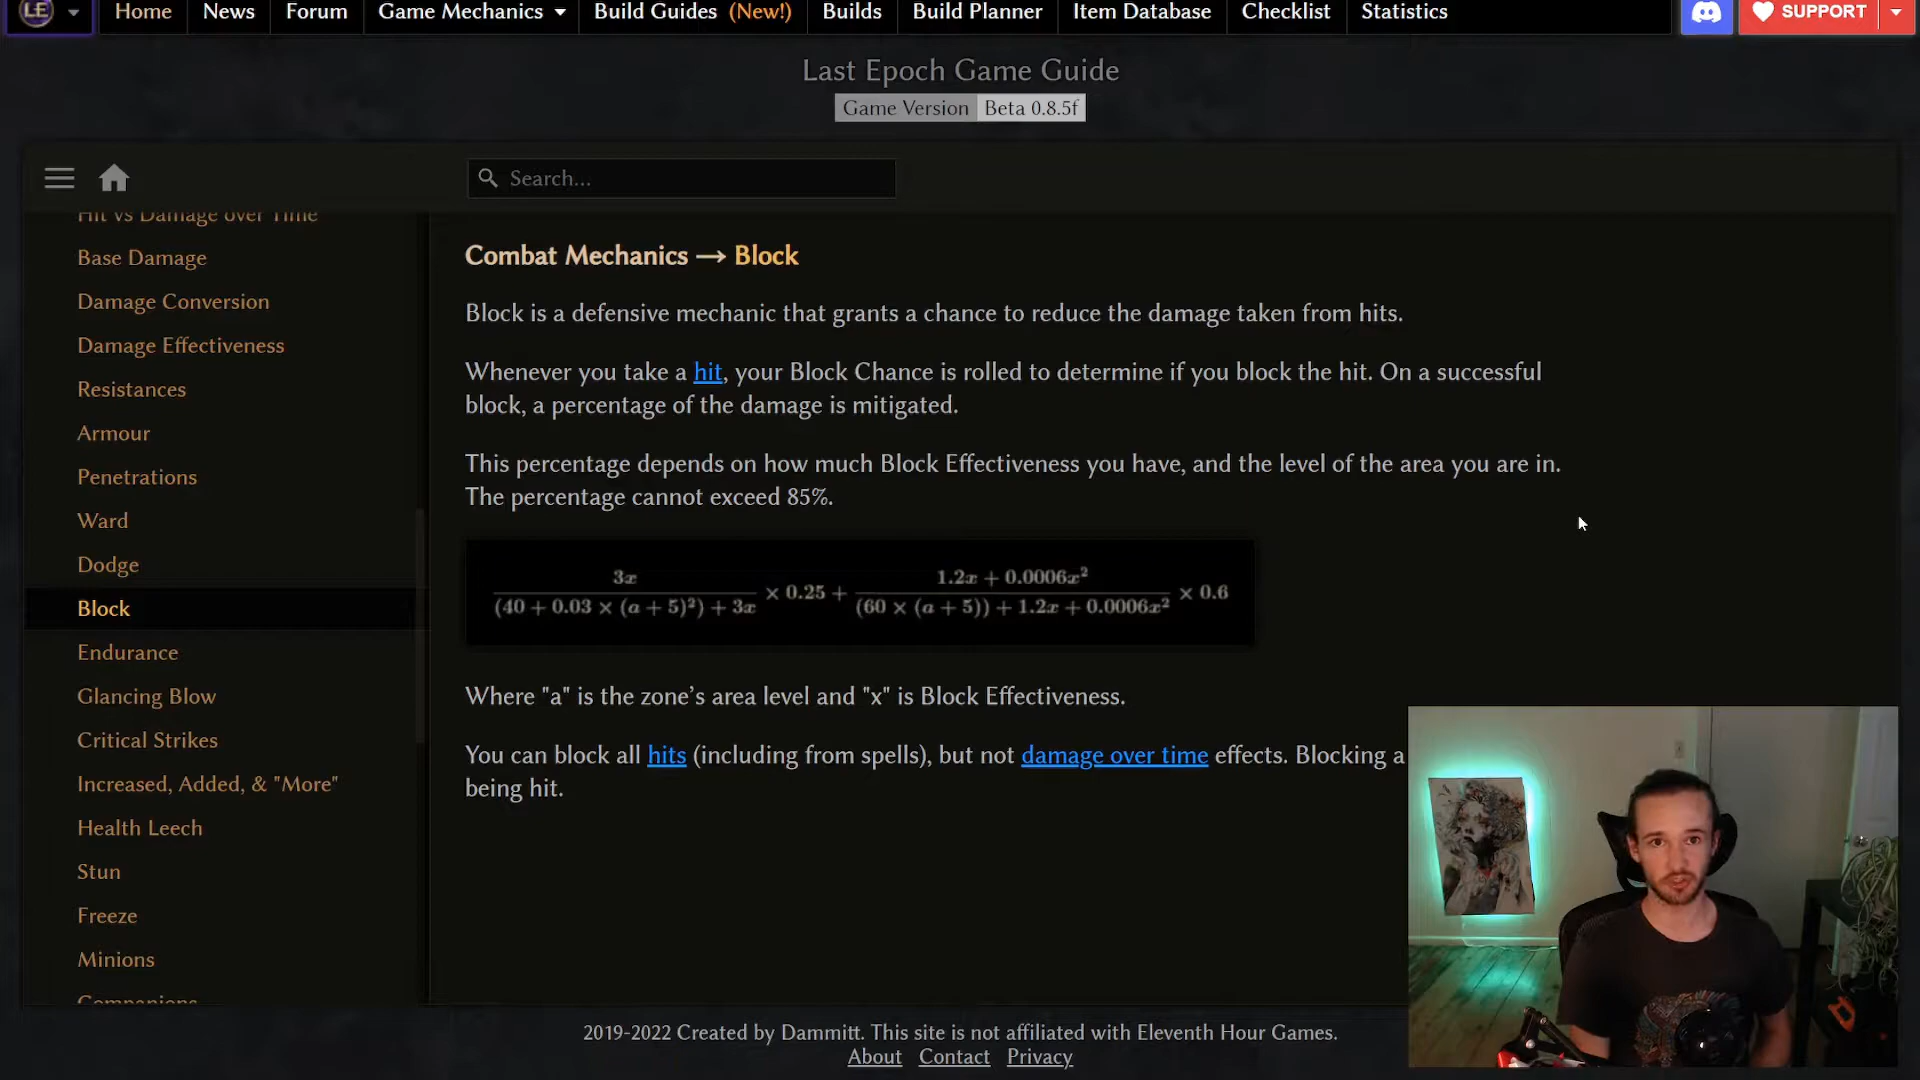 LE
Home
News
Forum
Game Mechanics
Build Guides (New!)
Builds
Build Planner
Item Database
Checklist
Statistics
SUPPORT
Last Epoch Game Guide
Game Version Beta 0.8.5f
Search...
Hit vs Damage over Time
Base Damage
Damage Conversion
Damage Effectiveness
Resistances
Armour
Penetrations
Ward
Dodge
Block
Endurance
Glancing Blow
Critical Strikes
Increased, Added, & "More"
Health Leech
Stun
Freeze
Minions
Companions
Combat Mechanics → Block
Block is a defensive mechanic that grants a chance to reduce the damage taken from hits.
Whenever you take a hit, your Block Chance is rolled to determine if you block the hit. On a successful
block, a percentage of the damage is mitigated.
This percentage depends on how much Block Effectiveness you have, and the level of the area you are in.
The percentage cannot exceed 85%.
3x / ((40 + 0.03 × (a + 5)²) + 3x) × 0.25 + (1.2x + 0.0006x²) / ((60 × (a + 5)) + 1.2x + 0.0006x²) × 0.6
Where "a" is the zone’s area level and "x" is Block Effectiveness.
You can block all hits (including from spells), but not damage over time effects. Blocking a
being hit.
2019-2022 Created by Dammitt. This site is not affiliated with Eleventh Hour Games.
About Contact Privacy